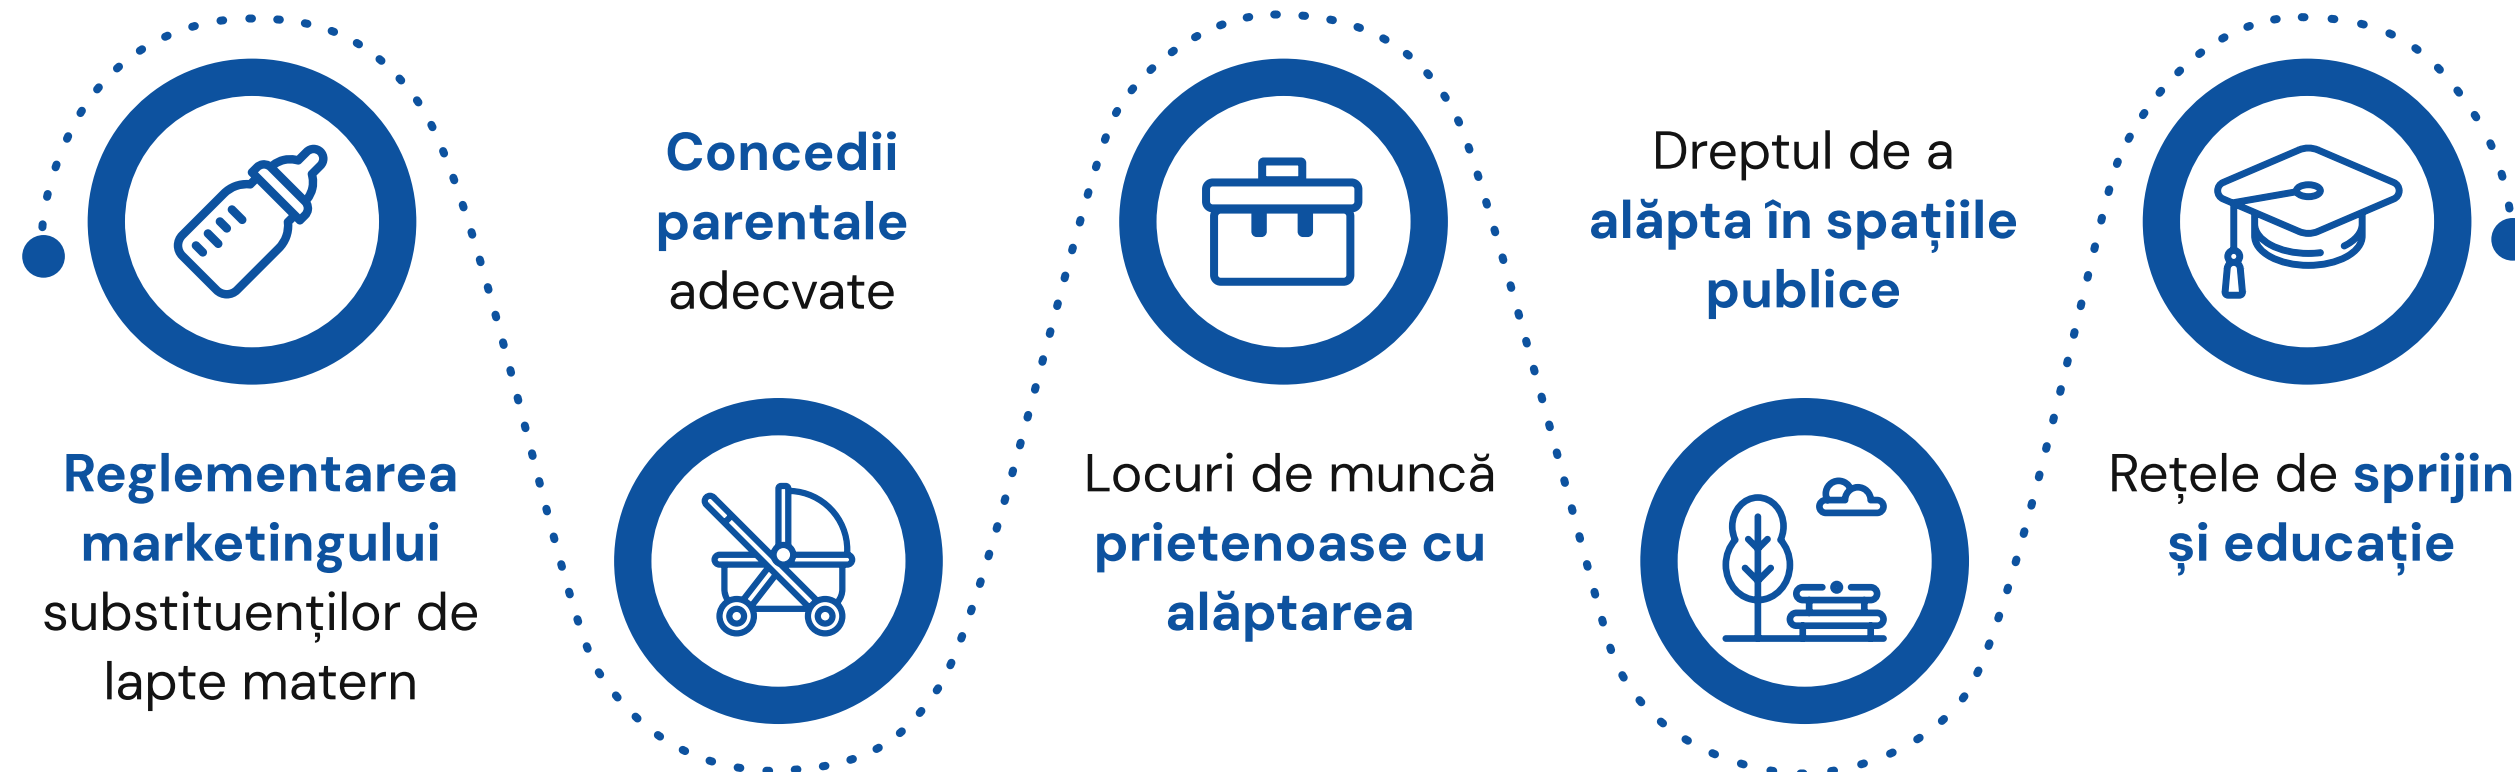 Reglementarea
marketingului
substituenților de
lapte matern
Concedii
parentale
adecvate
Locuri de muncă
prietenoase cu
alăptarea
Dreptul de a
alăpta în spațiile
publice
Rețele de sprijin
și educație